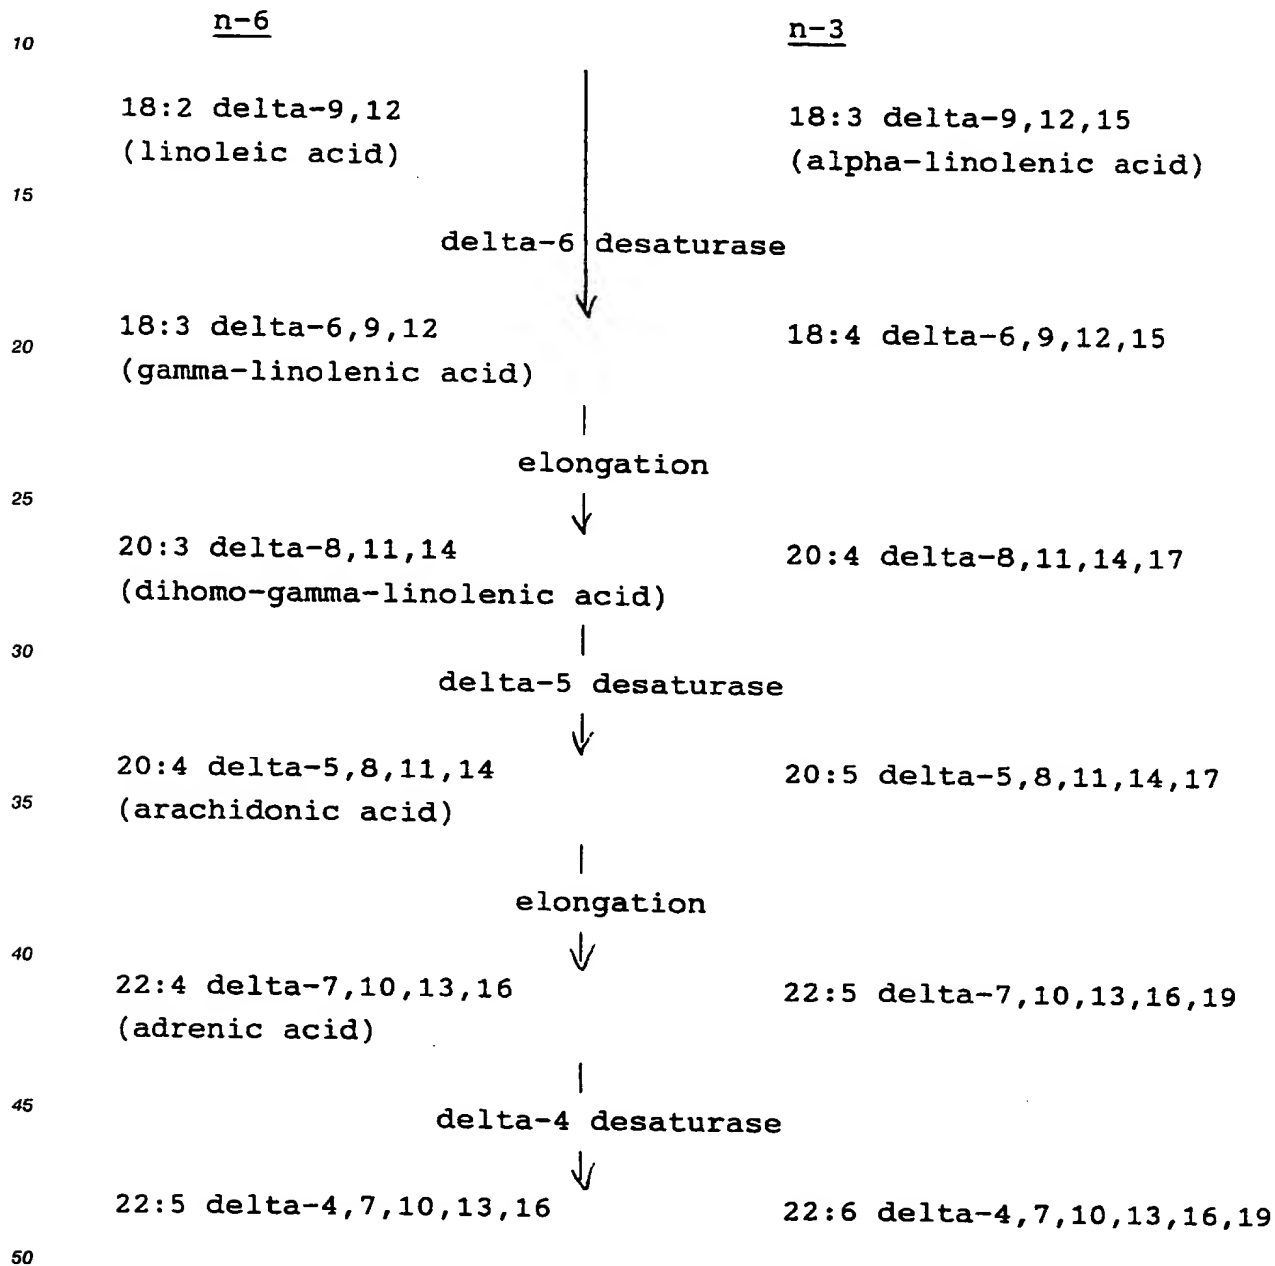 n-6 n-3
10
18:2 delta-9,12 18:3 delta-9,12,15
(linoleic acid) (alpha-linolenic acid)
15
delta-6 desaturase
18:3 delta-6,9,12 18:4 delta-6,9,12,15
20
(gamma-linolenic acid)
elongation
25
20:3 delta-8,11,14 20:4 delta-8,11,14,17
(dihomo-gamma-linolenic acid)
30
delta-5 desaturase
20:4 delta-5,8,11,14 20:5 delta-5,8,11,14,17
35
(arachidonic acid)
elongation
40
22:4 delta-7,10,13,16 22:5 delta-7,10,13,16,19
(adrenic acid)
45
delta-4 desaturase
22:5 delta-4,7,10,13,16 22:6 delta-4,7,10,13,16,19
50